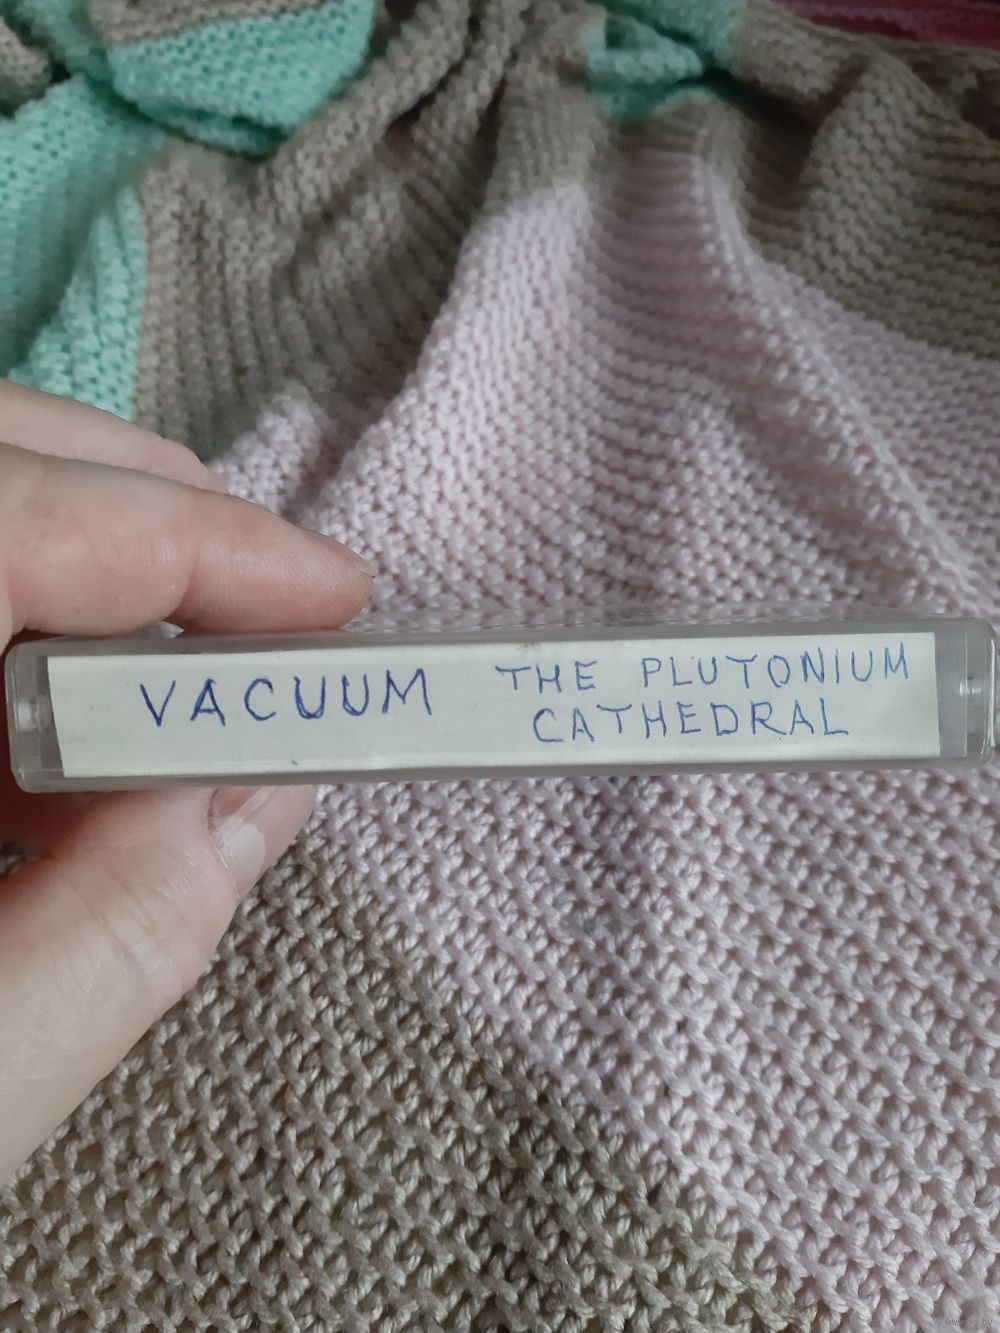 VACUUM THE PLUTONIUM
CATHEDRAL